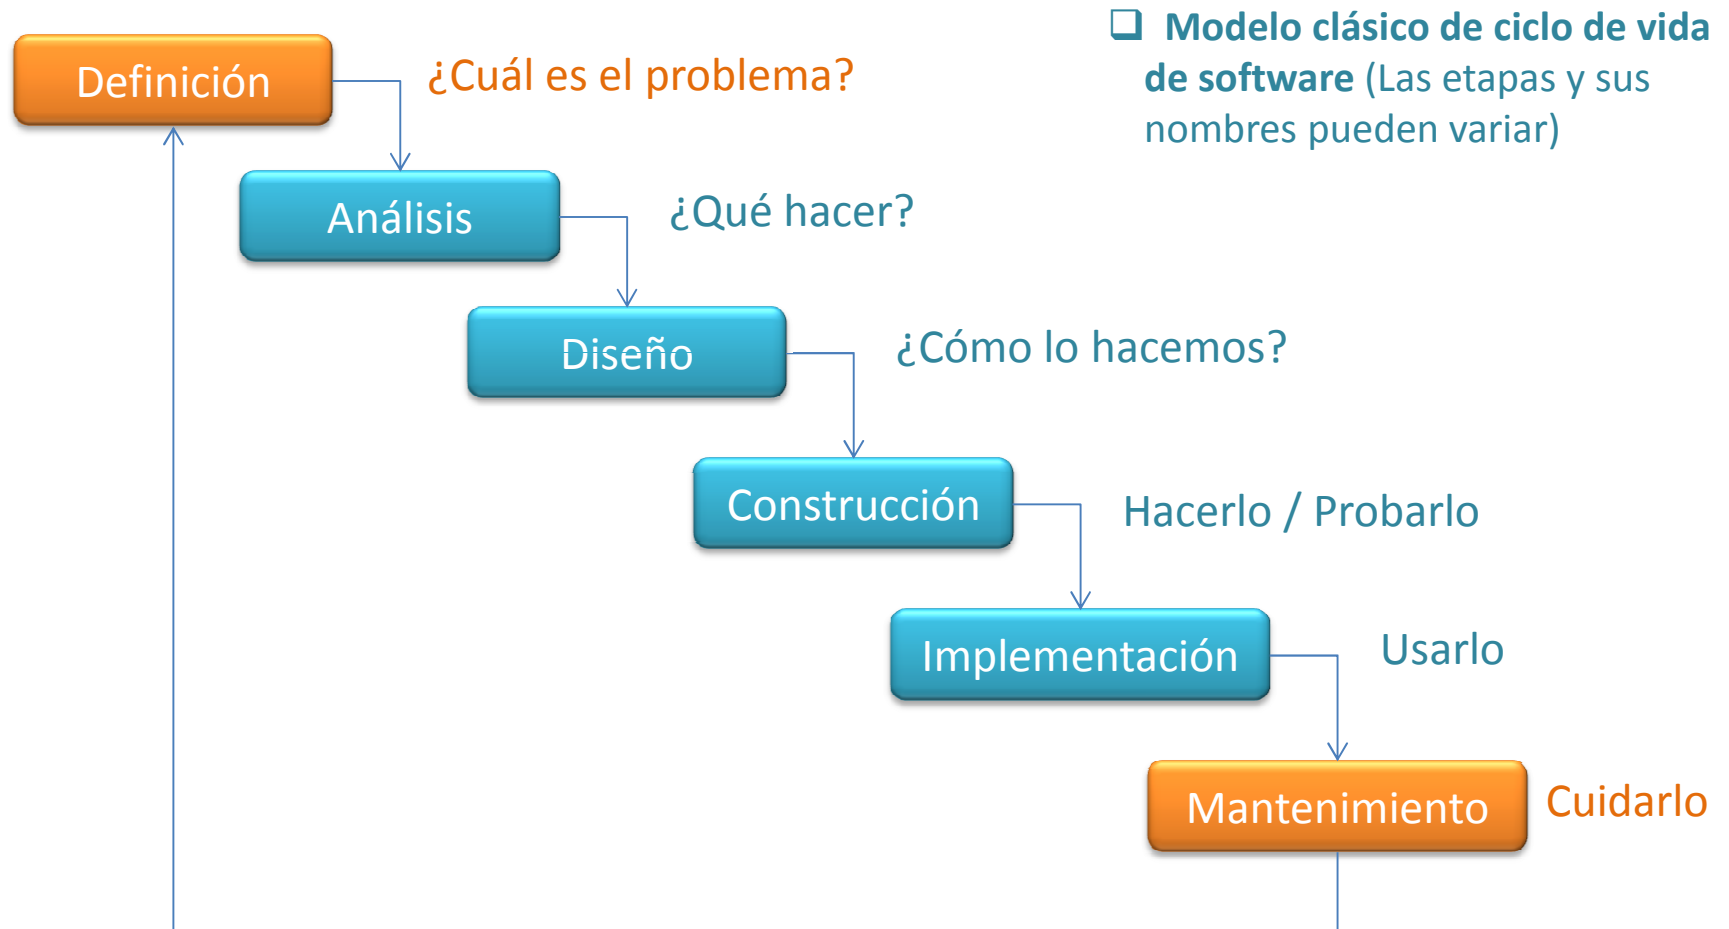 ❑ Modelo clásico de ciclo de vida
de software (Las etapas y sus
nombres pueden variar)
Definición
¿Cuál es el problema?
Análisis
¿Qué hacer?
Diseño
¿Cómo lo hacemos?
Construcción
Hacerlo / Probarlo
Implementación
Usarlo
Mantenimiento
Cuidarlo